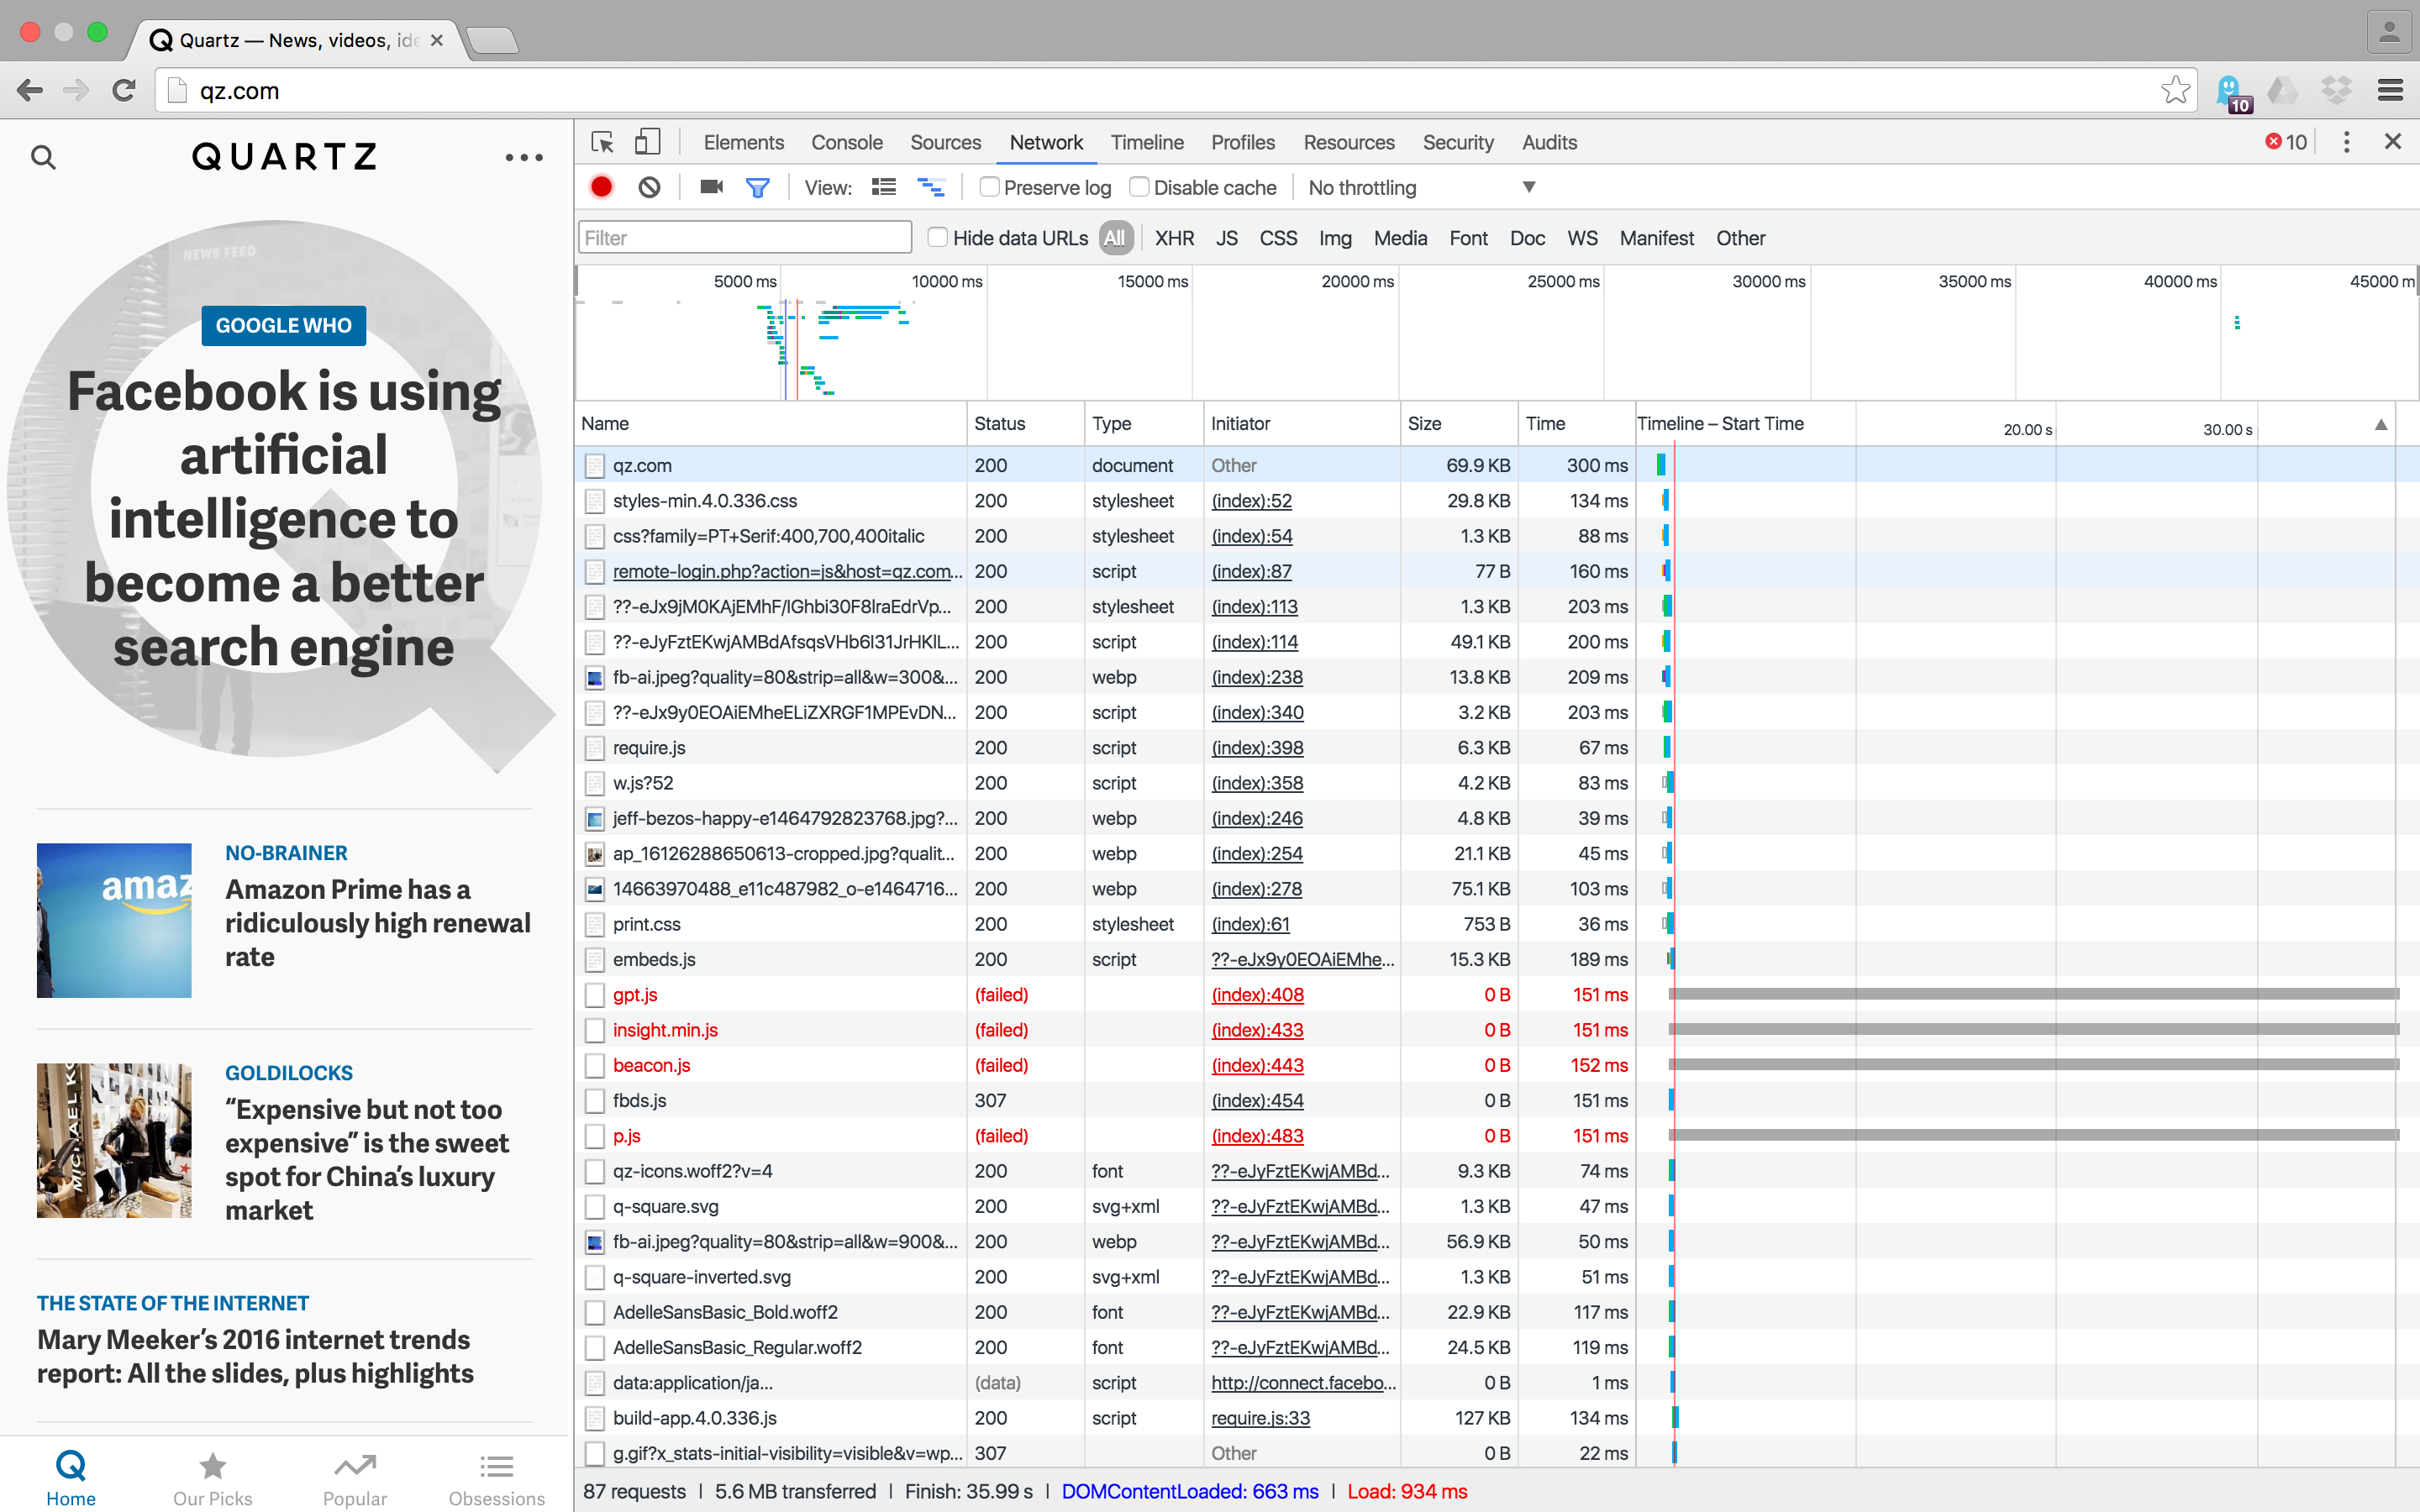 Quartz — News, videos, ide
qz.com
10
QUARTZ
NEWS FEED
GOOGLE WHO
Facebook is using
artificial
intelligence to
become a better
search engine
amaz
NO-BRAINER
Amazon Prime has a
ridiculously high renewal
rate
MICHAEL KO
GOLDILOCKS
“Expensive but not too
expensive” is the sweet
spot for China’s luxury
market
THE STATE OF THE INTERNET
Mary Meeker’s 2016 internet trends
report: All the slides, plus highlights
Home Our Picks Popular Obsessions
Elements Console Sources Network Timeline Profiles Resources Security Audits 10
View: Preserve log Disable cache No throttling
Filter Hide data URLs All XHR JS CSS Img Media Font Doc WS Manifest Other
5000 ms 10000 ms 15000 ms 20000 ms 25000 ms 30000 ms 35000 ms 40000 ms 45000 m
Name Status Type Initiator Size Time Timeline – Start Time 20.00 s 30.00 s
qz.com 200 document Other 69.9 KB 300 ms
styles-min.4.0.336.css 200 stylesheet (index):52 29.8 KB 134 ms
css?family=PT+Serif:400,700,400italic 200 stylesheet (index):54 1.3 KB 88 ms
remote-login.php?action=js&host=qz.com... 200 script (index):87 77 B 160 ms
??-eJx9jM0KAjEMhF/IGhbi30F8lraEdrVp... 200 stylesheet (index):113 1.3 KB 203 ms
??-eJyFztEKwjAMBdAfsqsVHb6I31JrHKlL... 200 script (index):114 49.1 KB 200 ms
fb-ai.jpeg?quality=80&strip=all&w=300&... 200 webp (index):238 13.8 KB 209 ms
??-eJx9y0EOAiEMheELiZXRGF1MPEvDN... 200 script (index):340 3.2 KB 203 ms
require.js 200 script (index):398 6.3 KB 67 ms
w.js?52 200 script (index):358 4.2 KB 83 ms
jeff-bezos-happy-e1464792823768.jpg?... 200 webp (index):246 4.8 KB 39 ms
ap_16126288650613-cropped.jpg?qualit... 200 webp (index):254 21.1 KB 45 ms
14663970488_e11c487982_o-e1464716... 200 webp (index):278 75.1 KB 103 ms
print.css 200 stylesheet (index):61 753 B 36 ms
embeds.js 200 script ??-eJx9y0EOAiEMhe... 15.3 KB 189 ms
gpt.js (failed) (index):408 0 B 151 ms
insight.min.js (failed) (index):433 0 B 151 ms
beacon.js (failed) (index):443 0 B 152 ms
fbds.js 307 (index):454 0 B 151 ms
p.js (failed) (index):483 0 B 151 ms
qz-icons.woff2?v=4 200 font ??-eJyFztEKwjAMBd... 9.3 KB 74 ms
q-square.svg 200 svg+xml ??-eJyFztEKwjAMBd... 1.3 KB 47 ms
fb-ai.jpeg?quality=80&strip=all&w=900&... 200 webp ??-eJyFztEKwjAMBd... 56.9 KB 50 ms
q-square-inverted.svg 200 svg+xml ??-eJyFztEKwjAMBd... 1.3 KB 51 ms
AdelleSansBasic_Bold.woff2 200 font ??-eJyFztEKwjAMBd... 22.9 KB 117 ms
AdelleSansBasic_Regular.woff2 200 font ??-eJyFztEKwjAMBd... 24.5 KB 119 ms
data:application/ja... (data) script http://connect.facebo... 0 B 1 ms
build-app.4.0.336.js 200 script require.js:33 127 KB 134 ms
g.gif?x_stats-initial-visibility=visible&v=wp... 307 Other 0 B 22 ms
87 requests | 5.6 MB transferred | Finish: 35.99 s | DOMContentLoaded: 663 ms | Load: 934 ms